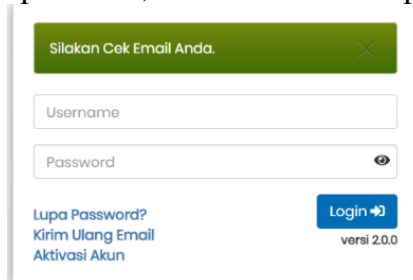 Silakan Cek Email Anda.
Username
Password
Lupa Password?
Login
Kirim Ulang Email
versi 2.0.0
Aktivasi Akun